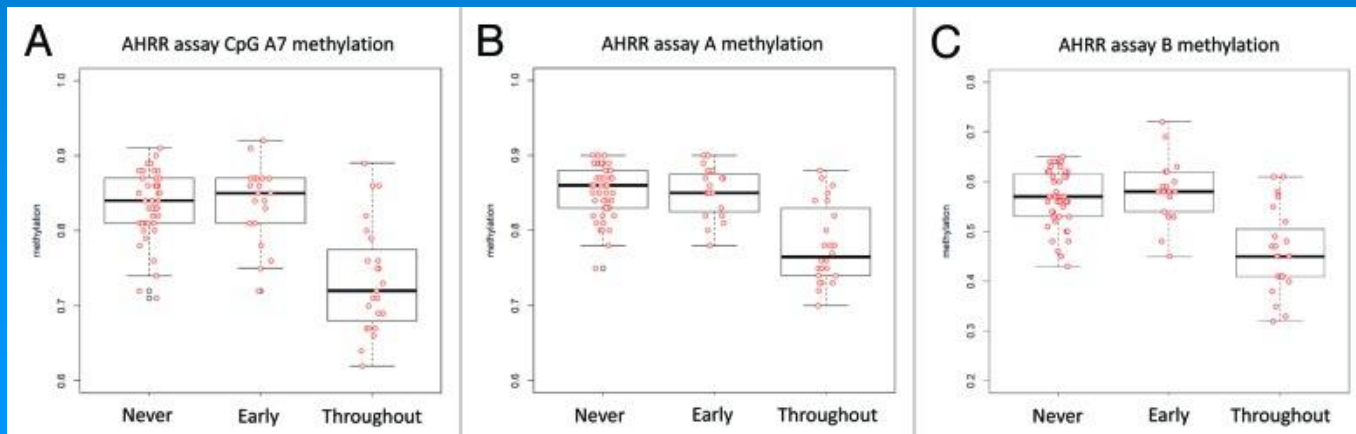 A
AHRR assay CpG A7 methylation
methylation
1.0
0.9
0.8
0.7
0.6
Never Early Throughout
B
AHRR assay A methylation
methylation
1.0
0.9
0.8
0.7
0.6
Never Early Throughout
C
AHRR assay B methylation
methylation
0.8
0.7
0.6
0.5
0.4
0.3
0.2
Never Early Throughout